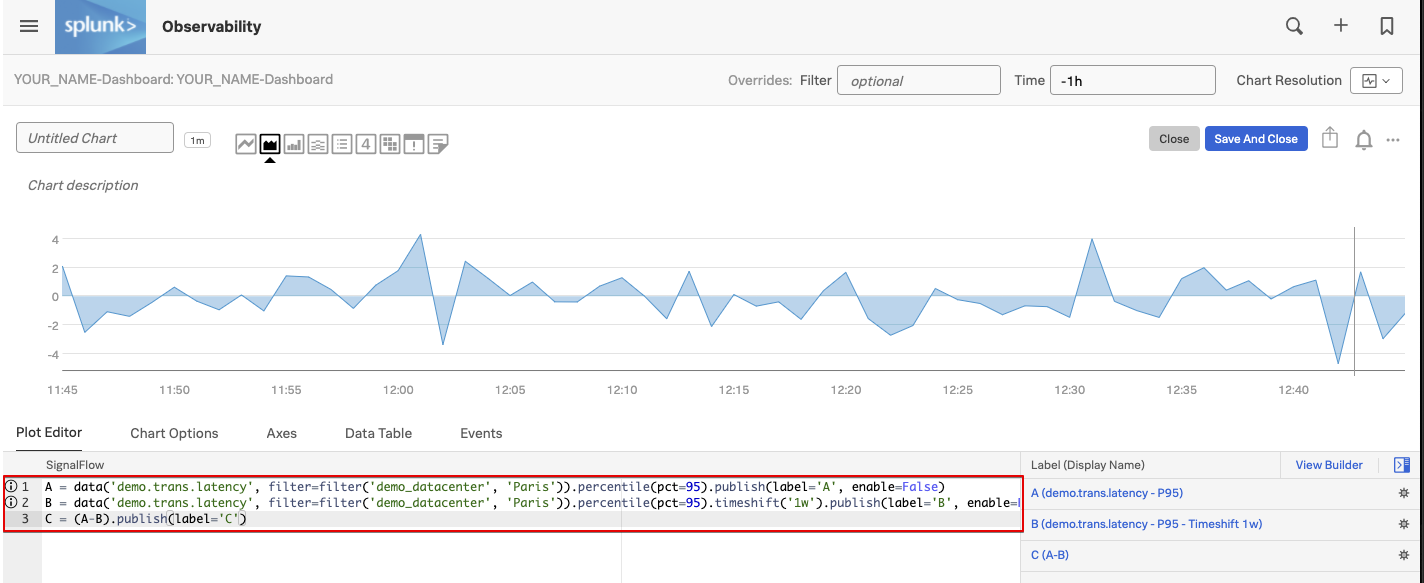 splunk> Observability
YOUR_NAME-Dashboard: YOUR_NAME-Dashboard Overrides: Filter optional Time -1h Chart Resolution
Untitled Chart 1m 4 ! Close Save And Close
Chart description
4
2
0
-2
-4
11:45 11:50 11:55 12:00 12:05 12:10 12:15 12:20 12:25 12:30 12:35 12:40
Plot Editor Chart Options Axes Data Table Events
SignalFlow Label (Display Name) View Builder
1 A = data('demo.trans.latency', filter=filter('demo_datacenter', 'Paris')).percentile(pct=95).publish(label='A', enable=False)
2 B = data('demo.trans.latency', filter=filter('demo_datacenter', 'Paris')).percentile(pct=95).timeshift('1w').publish(label='B', enable=
3 C = (A-B).publish(label='C')
A (demo.trans.latency - P95)
B (demo.trans.latency - P95 - Timeshift 1w)
C (A-B)